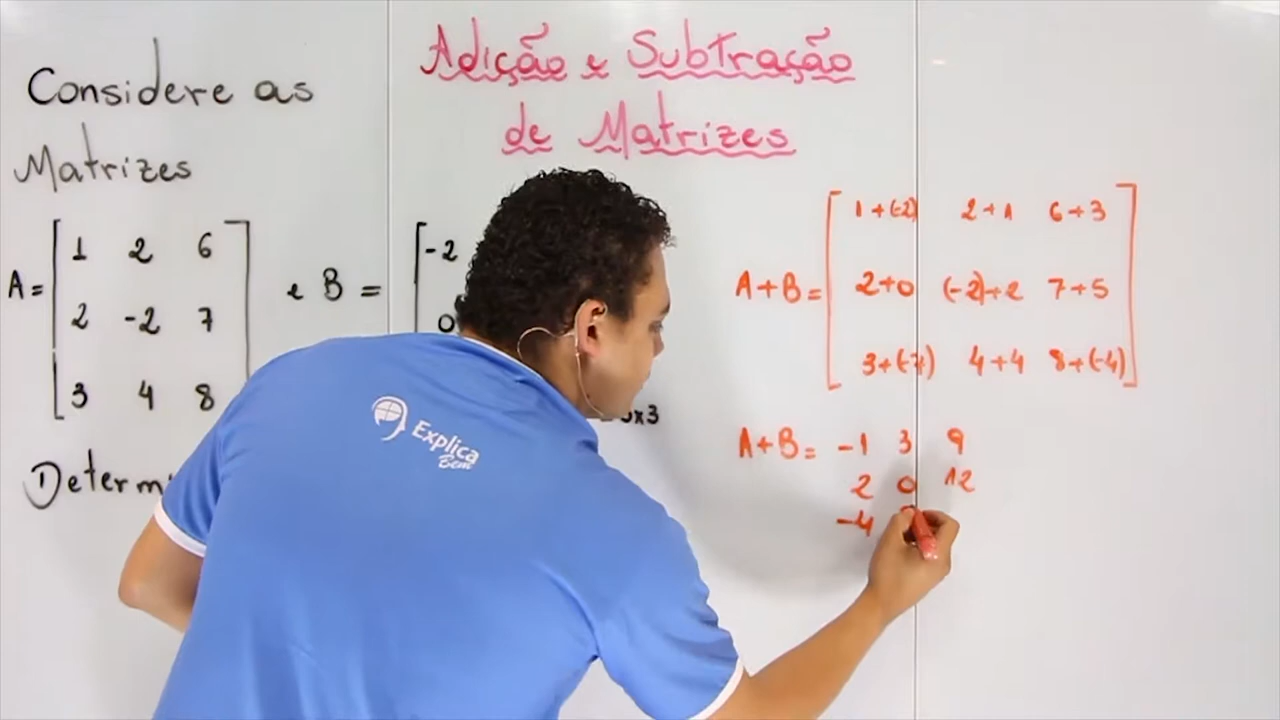 Adição e Subtração
de Matrizes
Considere as
Matrizes
A = 1 2 6
2 -2 7
3 4 8
e B = -2
0
3x3
Determi
A+B = 1+(-2) 2+1 6+3
2+0 (-2)+2 7+5
3+(-7) 4+4 8+(-4)
A+B = -1 3 9
2 0 12
-4
Explica
Bem